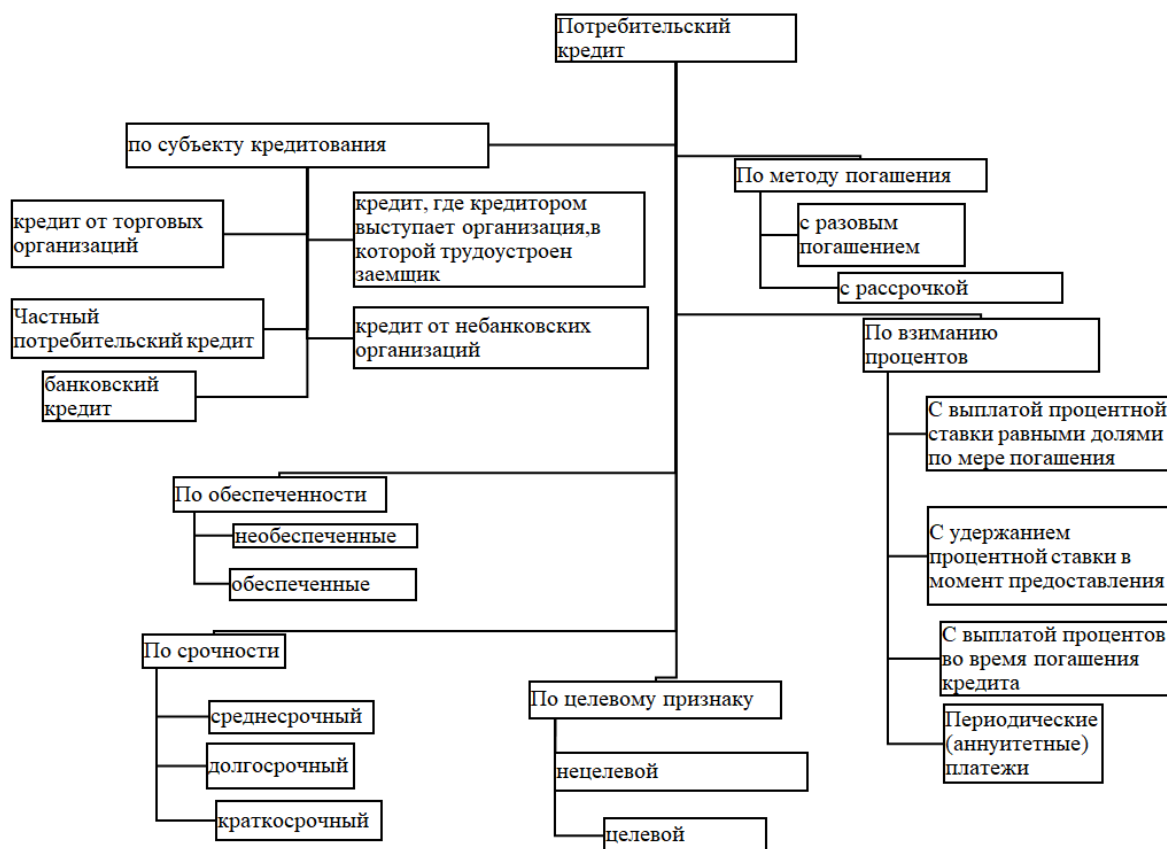 Потребительский
кредит
по субъекту кредитования
кредит от торговых
организаций
кредит, где кредитором
выступает организация,в
которой трудоустроен
заемщик
Частный
потребительский кредит
кредит от небанковских
организаций
банковский
кредит
По методу погашения
с разовым
погашением
с рассрочкой
По взиманию
процентов
С выплатой процентной
ставки равными долями
по мере погашения
С удержанием
процентной ставки в
момент предоставления
С выплатой процентов
во время погашения
кредита
Периодические
(аннуитетные)
платежи
По обеспеченности
необеспеченные
обеспеченные
По срочности
среднесрочный
долгосрочный
краткосрочный
По целевому признаку
нецелевой
целевой